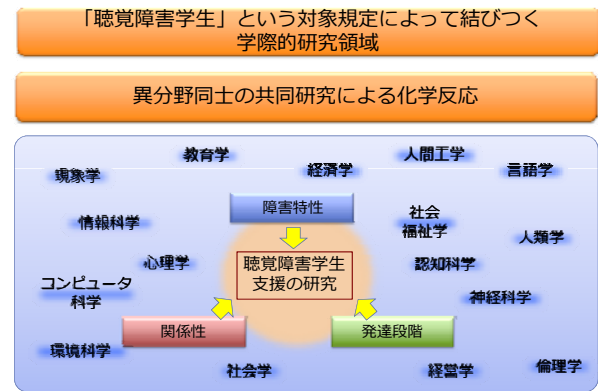 「聴覚障害学生」という対象規定によって結びつく
学際的研究領域
異分野同士の共同研究による化学反応
教育学
経済学
人間工学
言語学
現象学
情報科学
障害特性
社会
福祉学
人類学
心理学
聴覚障害学生
支援の研究
認知科学
コンピュータ
科学
神経科学
関係性
発達段階
環境科学
社会学
経営学
倫理学